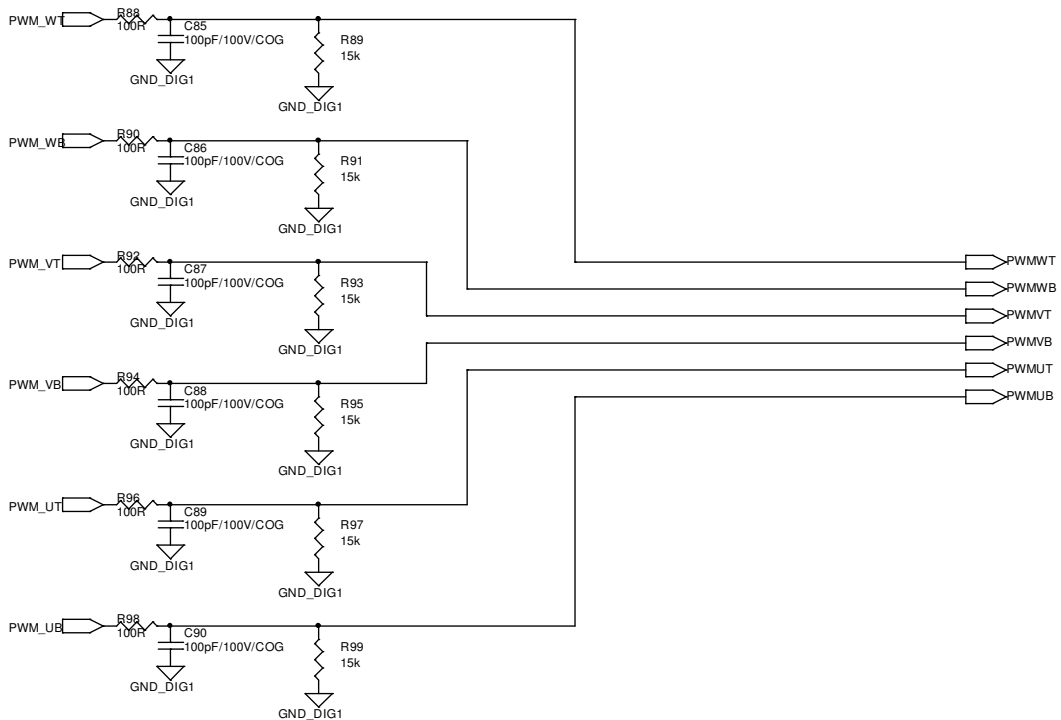 PWM_WT
R88
100R
C85
100pF/100V/COG
GND_DIG1
R89
15k
GND_DIG1
PWM_WB
R90
100R
C86
100pF/100V/COG
GND_DIG1
R91
15k
GND_DIG1
PWM_VT
R92
100R
C87
100pF/100V/COG
GND_DIG1
R93
15k
GND_DIG1
PWM_VB
R94
100R
C88
100pF/100V/COG
GND_DIG1
R95
15k
GND_DIG1
PWM_UT
R96
100R
C89
100pF/100V/COG
GND_DIG1
R97
15k
GND_DIG1
PWM_UB
R98
100R
C90
100pF/100V/COG
GND_DIG1
R99
15k
GND_DIG1
PWMWT
PWMWB
PWMVT
PWMVB
PWMUT
PWMUB